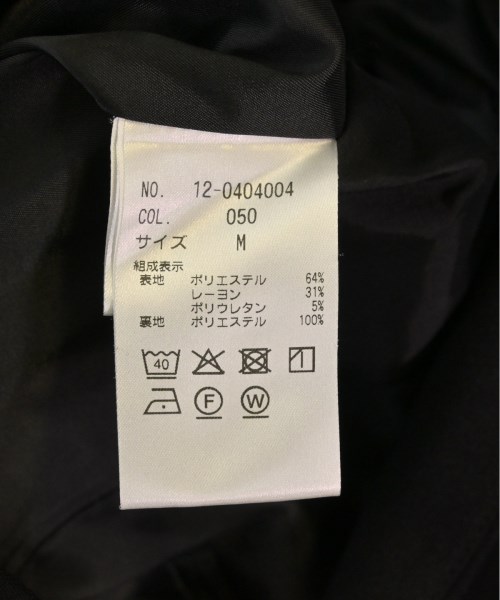 NO. 12-0404004
COL. 050
サイズ M
組成表示
表地 ポリエステル 64%
レーヨン 31%
ポリウレタン 5%
裏地 ポリエステル 100%
40
F W